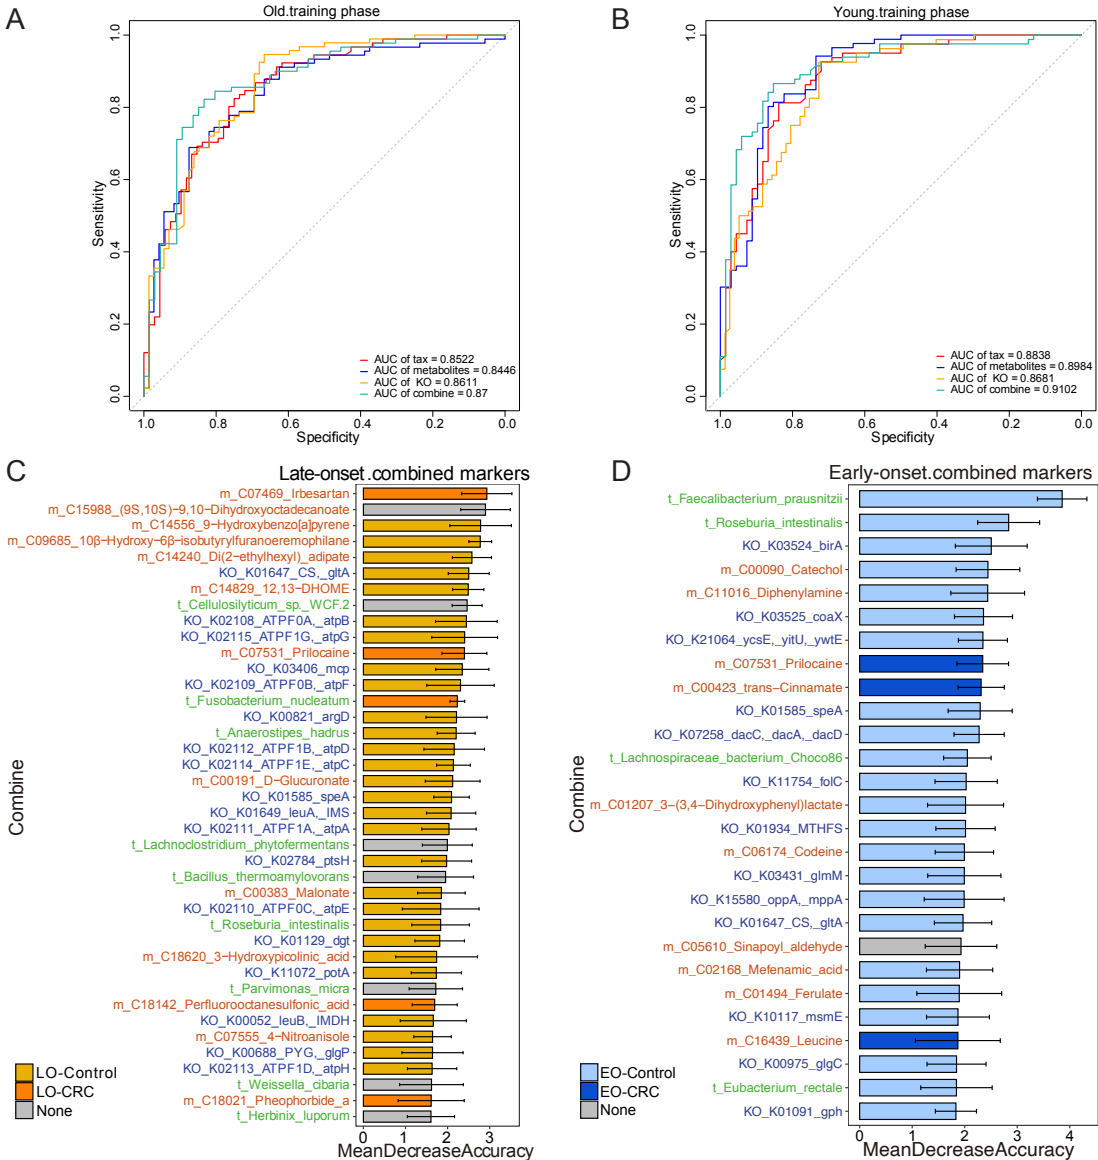 A
Old.training phase
Sensitivity
1.0
0.8
0.6
0.4
0.2
0.0
1.0
0.8
0.6
0.4
0.2
0.0
Specificity
AUC of tax = 0.8522
AUC of metabolites = 0.8446
AUC of KO = 0.8611
AUC of combine = 0.87
B
Young.training phase
Sensitivity
1.0
0.8
0.6
0.4
0.2
0.0
1.0
0.8
0.6
0.4
0.2
0.0
Specificity
AUC of tax = 0.8838
AUC of metabolites = 0.8984
AUC of KO = 0.8681
AUC of combine = 0.9102
C
Late-onset.combined markers
Combine
m_C07469_Irbesartan
m_C15988_(9S,10S)−9,10−Dihydroxyoctadecanoate
m_C14556_9−Hydroxybenzo[a]pyrene
m_C09685_10β−Hydroxy−6β−isobutyrylfuranoeremophilane
m_C14240_Di(2−ethylhexyl)_adipate
KO_K01647_CS,_gltA
m_C14829_12,13−DHOME
t_Cellulosilyticum_sp._WCF.2
KO_K02108_ATPF0A,_atpB
KO_K02115_ATPF1G,_atpG
m_C07531_Prilocaine
KO_K03406_mcp
KO_K02109_ATPF0B,_atpF
t_Fusobacterium_nucleatum
KO_K00821_argD
t_Anaerostipes_hadrus
KO_K02112_ATPF1B,_atpD
KO_K02114_ATPF1E,_atpC
m_C00191_D−Glucuronate
KO_K01585_speA
KO_K01649_leuA,_IMS
KO_K02111_ATPF1A,_atpA
t_Lachnoclostridium_phytofermentans
KO_K02784_ptsH
t_Bacillus_thermoamylovorans
m_C00383_Malonate
KO_K02110_ATPF0C,_atpE
t_Roseburia_intestinalis
KO_K01129_dgt
m_C18620_3−Hydroxypicolinic_acid
KO_K11072_potA
t_Parvimonas_micra
m_C18142_Perfluorooctanesulfonic_acid
KO_K00052_leuB,_IMDH
m_C07555_4−Nitroanisole
KO_K00688_PYG,_glgP
KO_K02113_ATPF1D,_atpH
t_Weissella_cibaria
m_C18021_Pheophorbide_a
t_Herbinix_luporum
LO-Control
LO-CRC
None
0
1
2
3
MeanDecreaseAccuracy
D
Early-onset.combined markers
Combine
t_Faecalibacterium_prausnitzii
t_Roseburia_intestinalis
KO_K03524_birA
m_C00090_Catechol
m_C11016_Diphenylamine
KO_K03525_coaX
KO_K21064_ycsE,_yitU,_ywtE
m_C07531_Prilocaine
m_C00423_trans−Cinnamate
KO_K01585_speA
KO_K07258_dacC,_dacA,_dacD
t_Lachnospiraceae_bacterium_Choco86
KO_K11754_folC
m_C01207_3−(3,4−Dihydroxyphenyl)lactate
KO_K01934_MTHFS
m_C06174_Codeine
KO_K03431_glmM
KO_K15580_oppA,_mppA
KO_K01647_CS,_gltA
m_C05610_Sinapoyl_aldehyde
m_C02168_Mefenamic_acid
m_C01494_Ferulate
KO_K10117_msmE
m_C16439_Leucine
KO_K00975_glgC
t_Eubacterium_rectale
KO_K01091_gph
EO-Control
EO-CRC
None
0
1
2
3
4
MeanDecreaseAccuracy